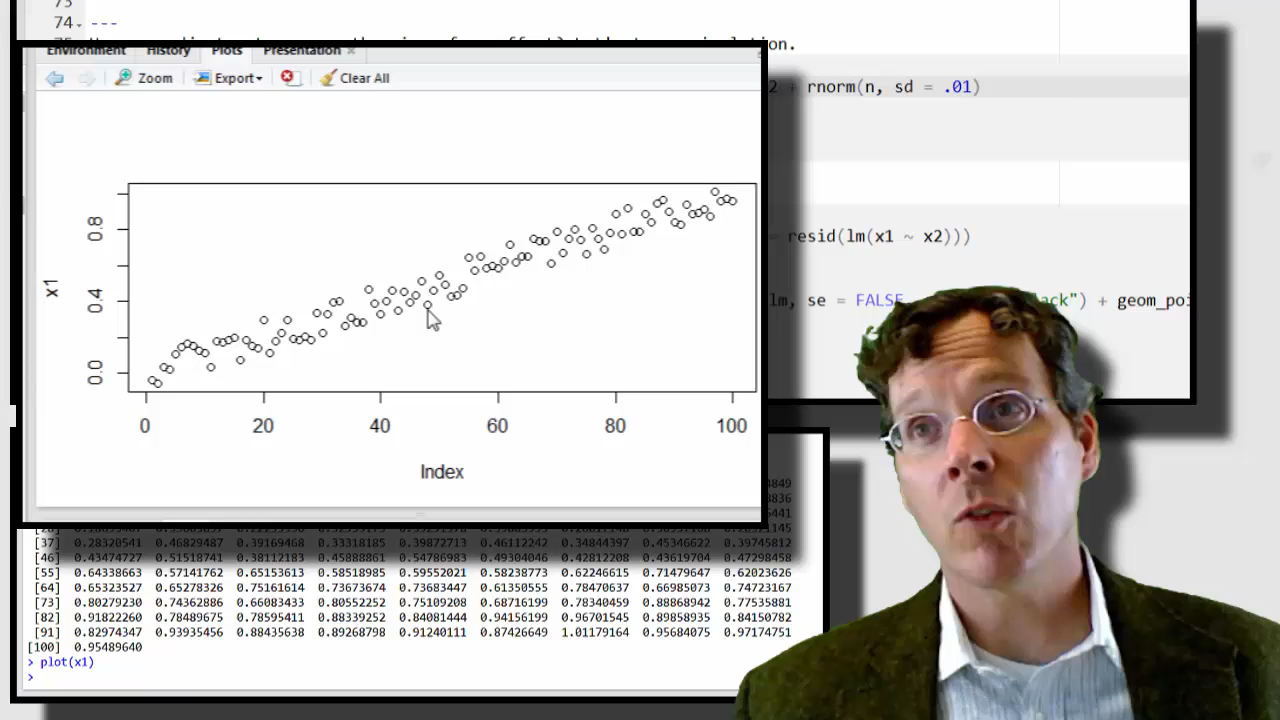 73
74 ---
on.
Environment History Plots Presentation
Zoom Export Clear All
2 + rnorm(n, sd = .01)
= resid(lm(x1 ~ x2)))
lm, se = FALSE ack") + geom_poi
x1
0.0 0.4 0.8
0 20 40 60 80 100
Index
[37] 0.28320541 0.46829487 0.39169468 0.33318185 0.39872713 0.46112242 0.34844397 0.45346622 0.39745812
[46] 0.43474727 0.51518741 0.38112183 0.45888861 0.54786983 0.49304046 0.42812208 0.43619704 0.47298458
[55] 0.64338663 0.57141762 0.65153613 0.58518985 0.59552021 0.58238773 0.62246615 0.71479647 0.62023626
[64] 0.65323527 0.65278326 0.75161614 0.73673674 0.73683447 0.61350555 0.78470637 0.66985073 0.74723167
[73] 0.80279230 0.74362886 0.66083433 0.80552252 0.75109208 0.68716199 0.78340459 0.88868942 0.77535881
[82] 0.91822260 0.78489675 0.78595411 0.88339252 0.84081444 0.94156199 0.96701545 0.89858935 0.84150782
[91] 0.82974347 0.93935456 0.88435638 0.89268798 0.91240111 0.87426649 1.01179164 0.95684075 0.97174751
[100] 0.95489640
> plot(x1)
>